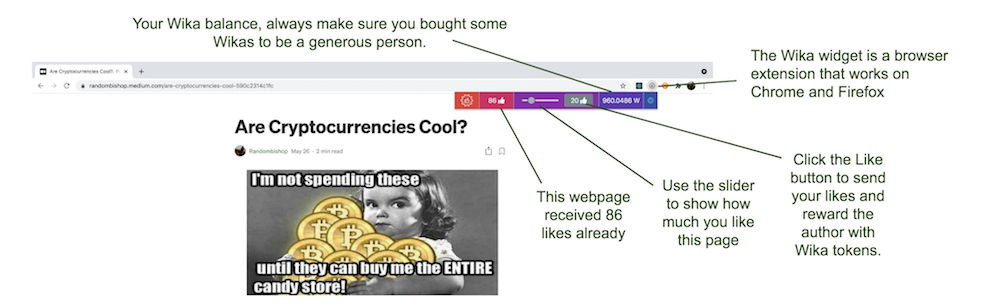 Your Wika balance, always make sure you bought some
Wikas to be a generous person.
The Wika widget is a browser
extension that works on
Chrome and Firefox
Are Cryptocurrencies Cool?. ×
+
randombishop.medium.com/are-cryptocurrencies-cool-590c2314c1fc
86
20
960.0486 W
Are Cryptocurrencies Cool?
Randombishop May 26 · 2 min read
I'm not spending these
until they can buy me the ENTIRE
candy store!
This webpage
received 86
likes already
Use the slider
to show how
much you like
this page
Click the Like
button to send
your likes and
reward the
author with
Wika tokens.